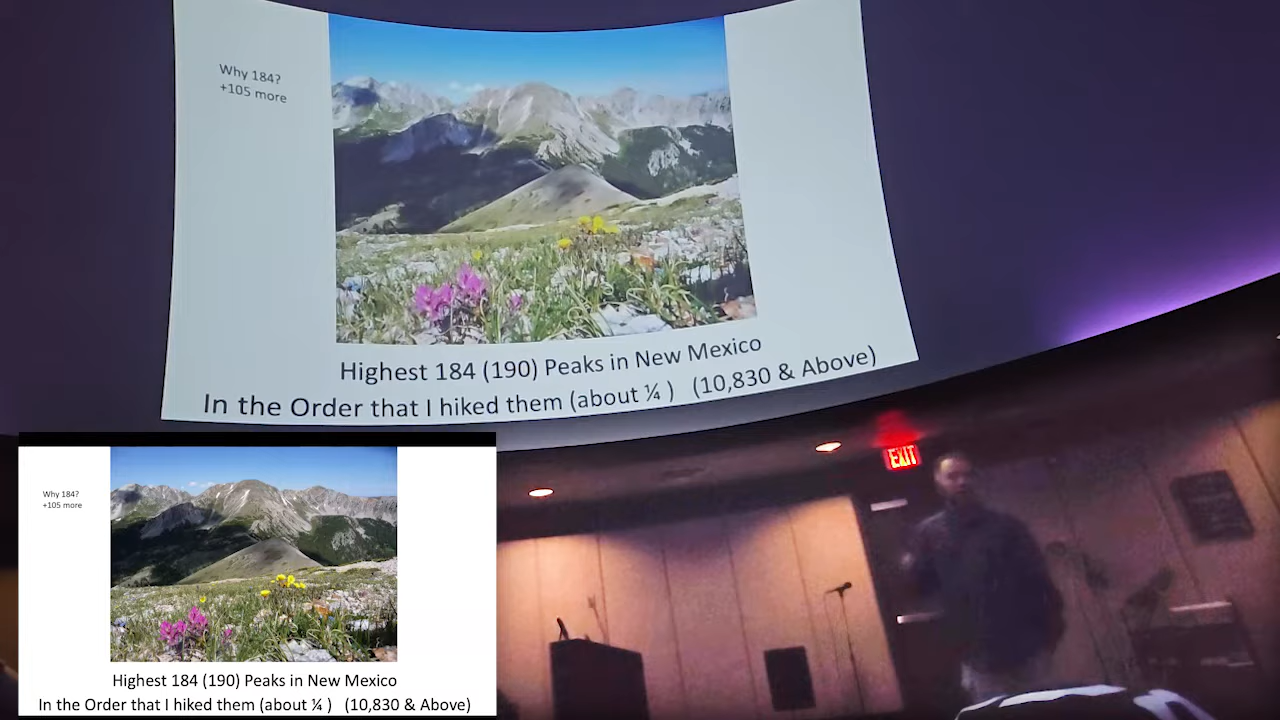 Why 184?
+105 more
Highest 184 (190) Peaks in New Mexico
In the Order that I hiked them (about ¼ ) (10,830 & Above)
EXIT
Why 184?
+105 more
Highest 184 (190) Peaks in New Mexico
In the Order that I hiked them (about ¼ ) (10,830 & Above)